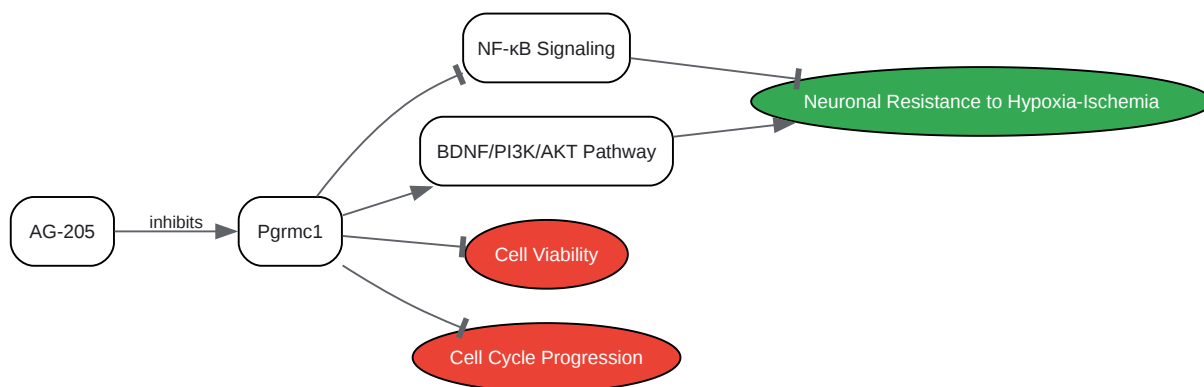 NF-κB Signaling
Neuronal Resistance to Hypoxia-Ischemia
BDNF/PI3K/AKT Pathway
AG-205
inhibits
Pgrmc1
Cell Viability
Cell Cycle Progression